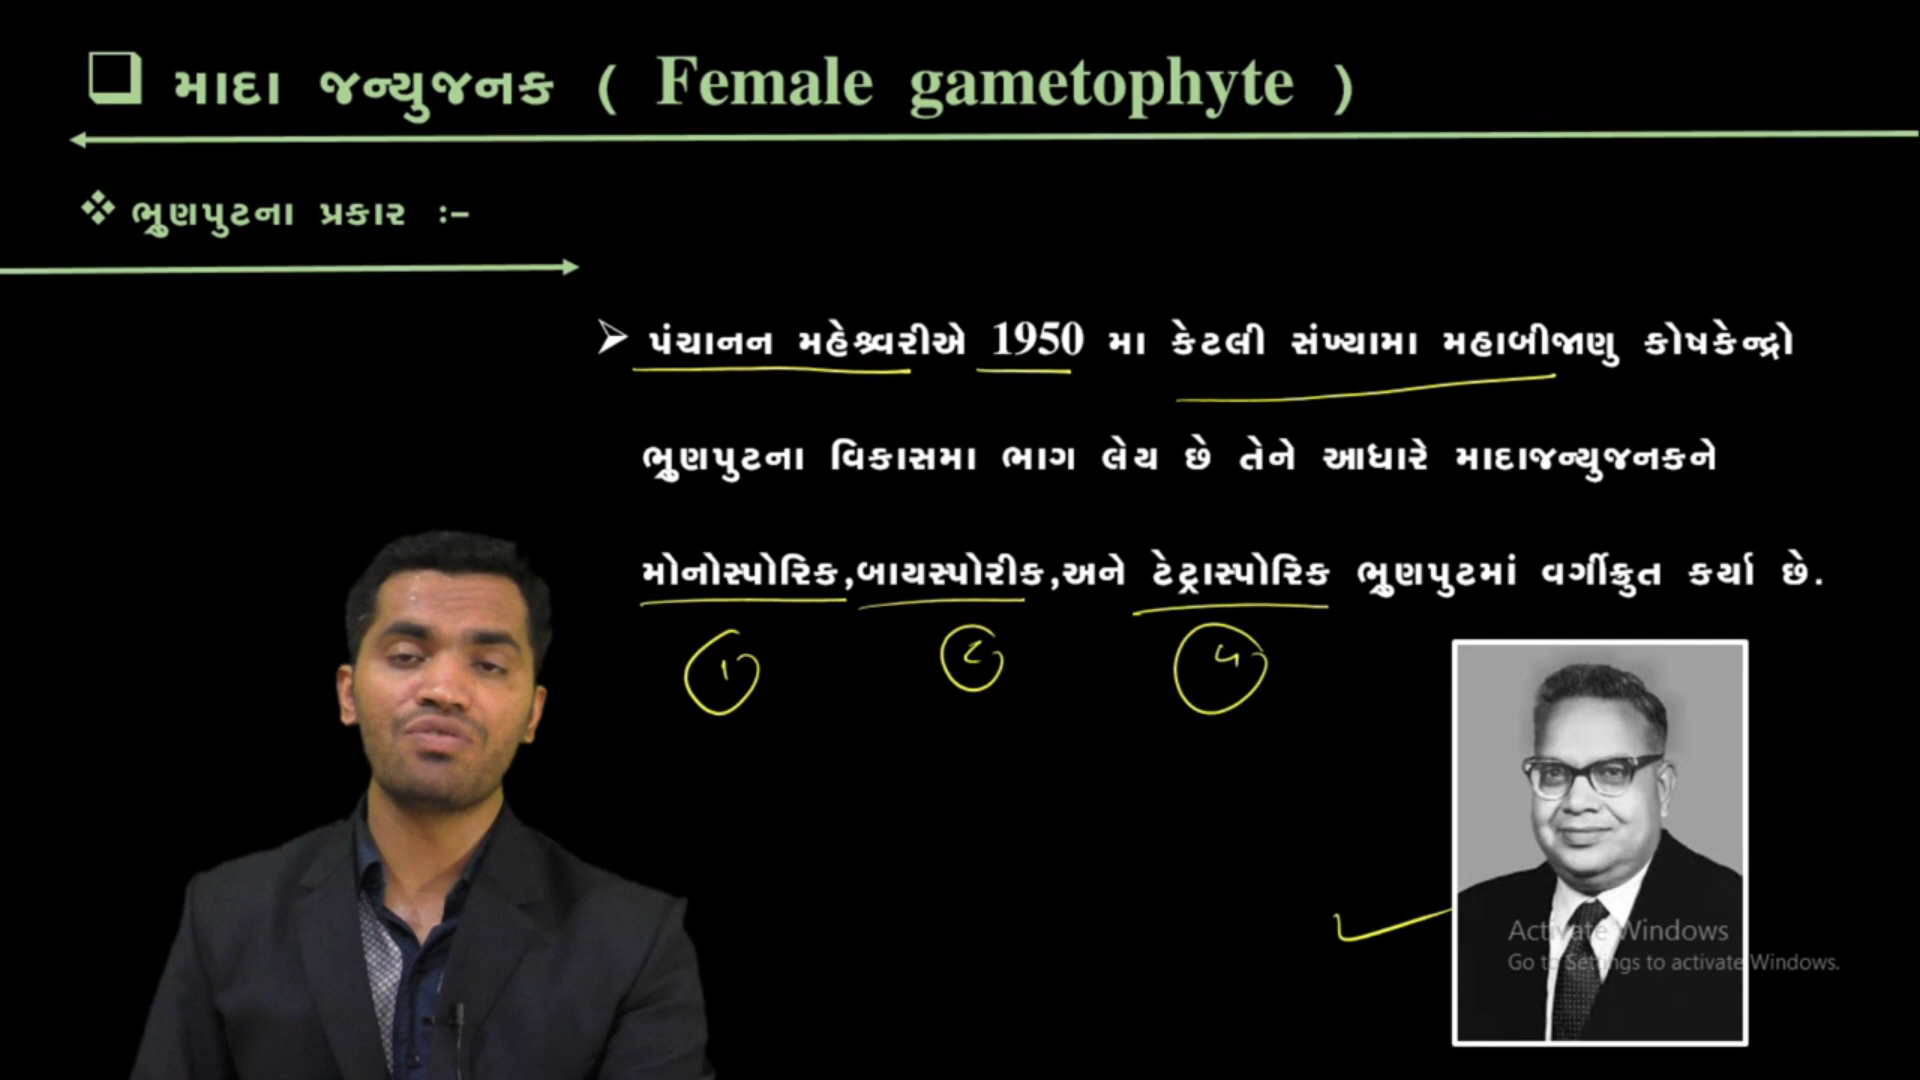 માદા જન્યુજનક ( Female gametophyte )
ભ્રુણપુટના પ્રકાર :-
પંચાનન મહેશ્વરીએ 1950 મા કેટલી સંખ્યામા મહાબીજાણુ કોષકેન્દ્રો
ભ્રુણપુટના વિકાસમા ભાગ લેય છે તેને આધારે માદાજન્યુજનકને
મોનોસ્પોરિક,બાયસ્પોરીક,અને ટેટ્રાસ્પોરિક ભ્રુણપુટમાં વર્ગીક્રુત કર્યા છે.
1 2 4
Activate Windows
Go to Settings to activate Windows.